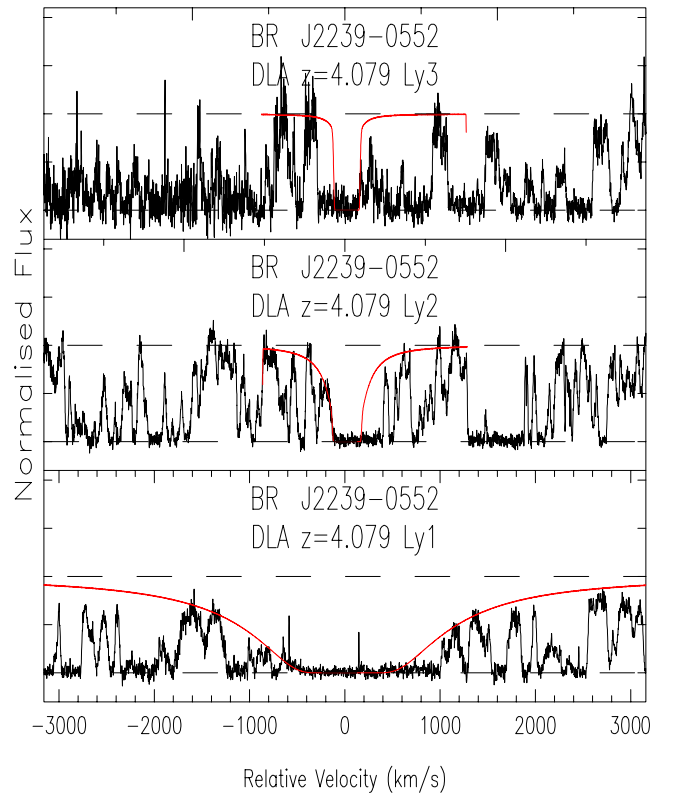 BR J2239-0552
DLA z=4.079 Ly3
BR J2239-0552
DLA z=4.079 Ly2
BR J2239-0552
DLA z=4.079 Ly1
Normalised Flux
-3000 -2000 -1000 0 1000 2000 3000
Relative Velocity (km/s)